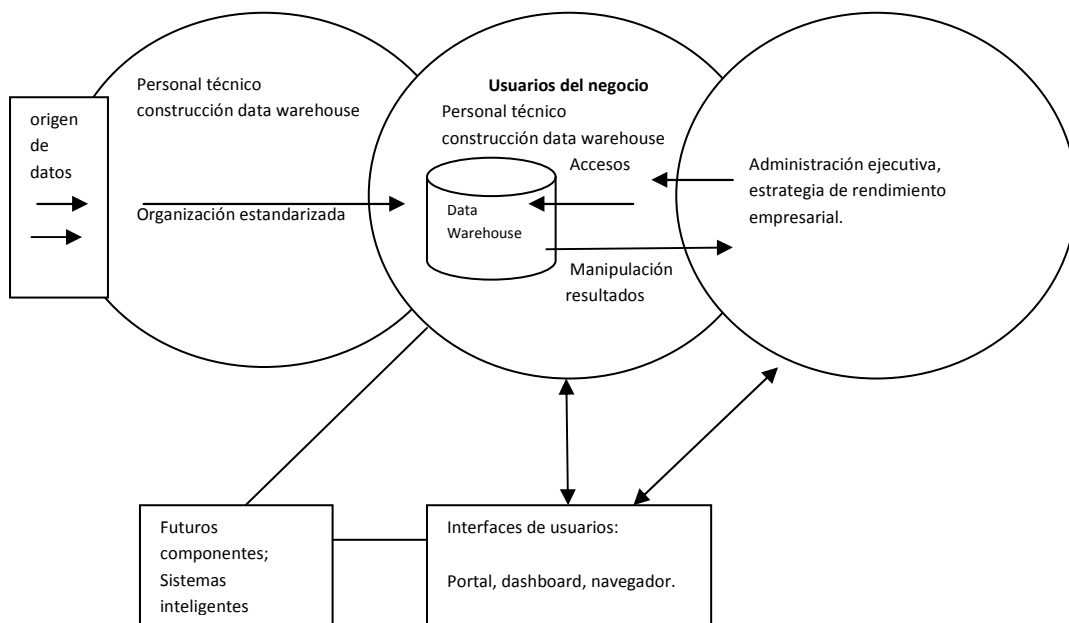 origen
de
datos
Personal técnico
construcción data warehouse
Organización estandarizada
Usuarios del negocio
Personal técnico
construcción data warehouse
Accesos
Data
Warehouse
Manipulación
resultados
Administración ejecutiva,
estrategia de rendimiento
empresarial.
Futuros
componentes;
Sistemas
inteligentes
Interfaces de usuarios:
Portal, dashboard, navegador.